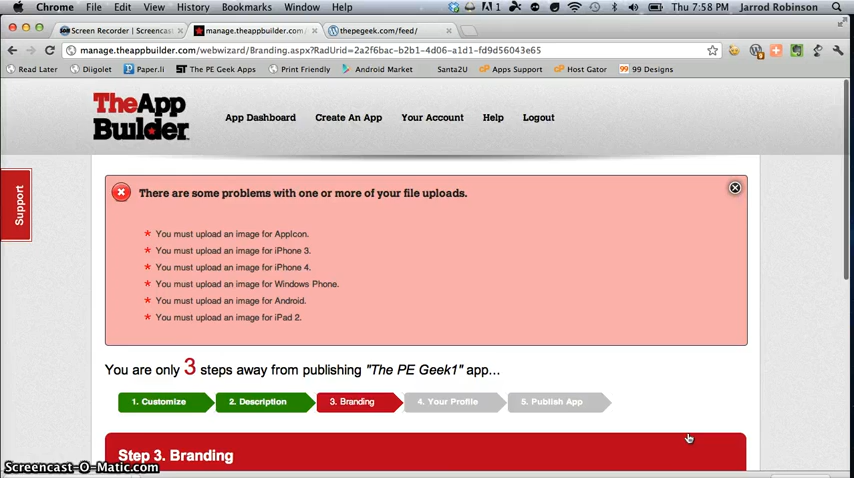 Chrome File Edit View History Bookmarks Window Help 1 Thu 7:58 PM Jarrod Robinson
Screen Recorder | Screencast manage.theappbuilder.com/ thepegeek.com/feed/
manage.theappbuilder.com/webwizard/Branding.aspx?RadUrid=2a2f6bac-b2b1-4d06-a1d1-fd9d56043e65
Read Later Diigolet Paper.li The PE Geek Apps Print Friendly Android Market Santa2U Apps Support Host Gator 99 Designs
TheApp Builder
App Dashboard Create An App Your Account Help Logout
Support
There are some problems with one or more of your file uploads.
* You must upload an image for AppIcon.
* You must upload an image for iPhone 3.
* You must upload an image for iPhone 4.
* You must upload an image for Windows Phone.
* You must upload an image for Android.
* You must upload an image for iPad 2.
You are only 3 steps away from publishing "The PE Geek1" app...
1. Customize 2. Description 3. Branding 4. Your Profile 5. Publish App
Step 3. Branding
Screencast-O-Matic.com